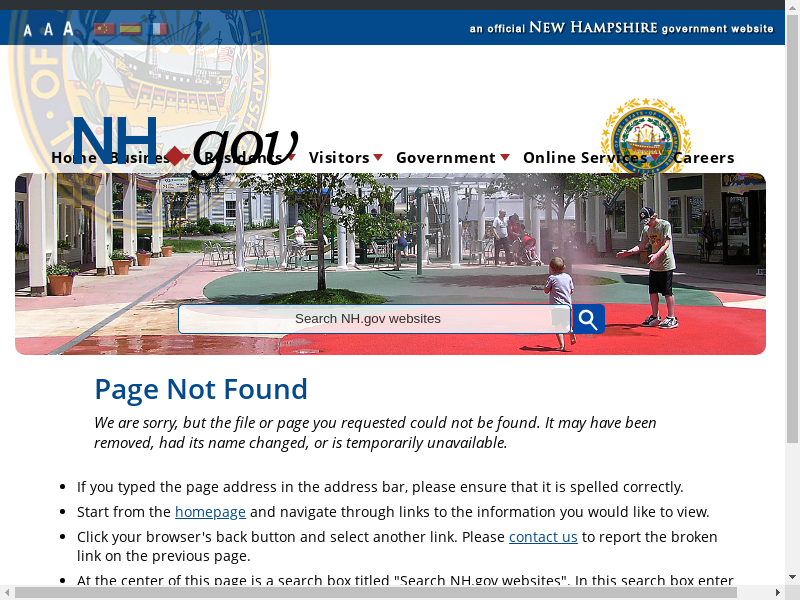 A A A
an official New Hampshire government website
NH.gov
Home Business Residents Visitors Government Online Services Careers
Search NH.gov websites
Page Not Found
We are sorry, but the file or page you requested could not be found. It may have been
removed, had its name changed, or is temporarily unavailable.
If you typed the page address in the address bar, please ensure that it is spelled correctly.
Start from the homepage and navigate through links to the information you would like to view.
Click your browser's back button and select another link. Please contact us to report the broken
link on the previous page.
At the center of this page is a search box titled "Search NH.gov websites". In this search box enter